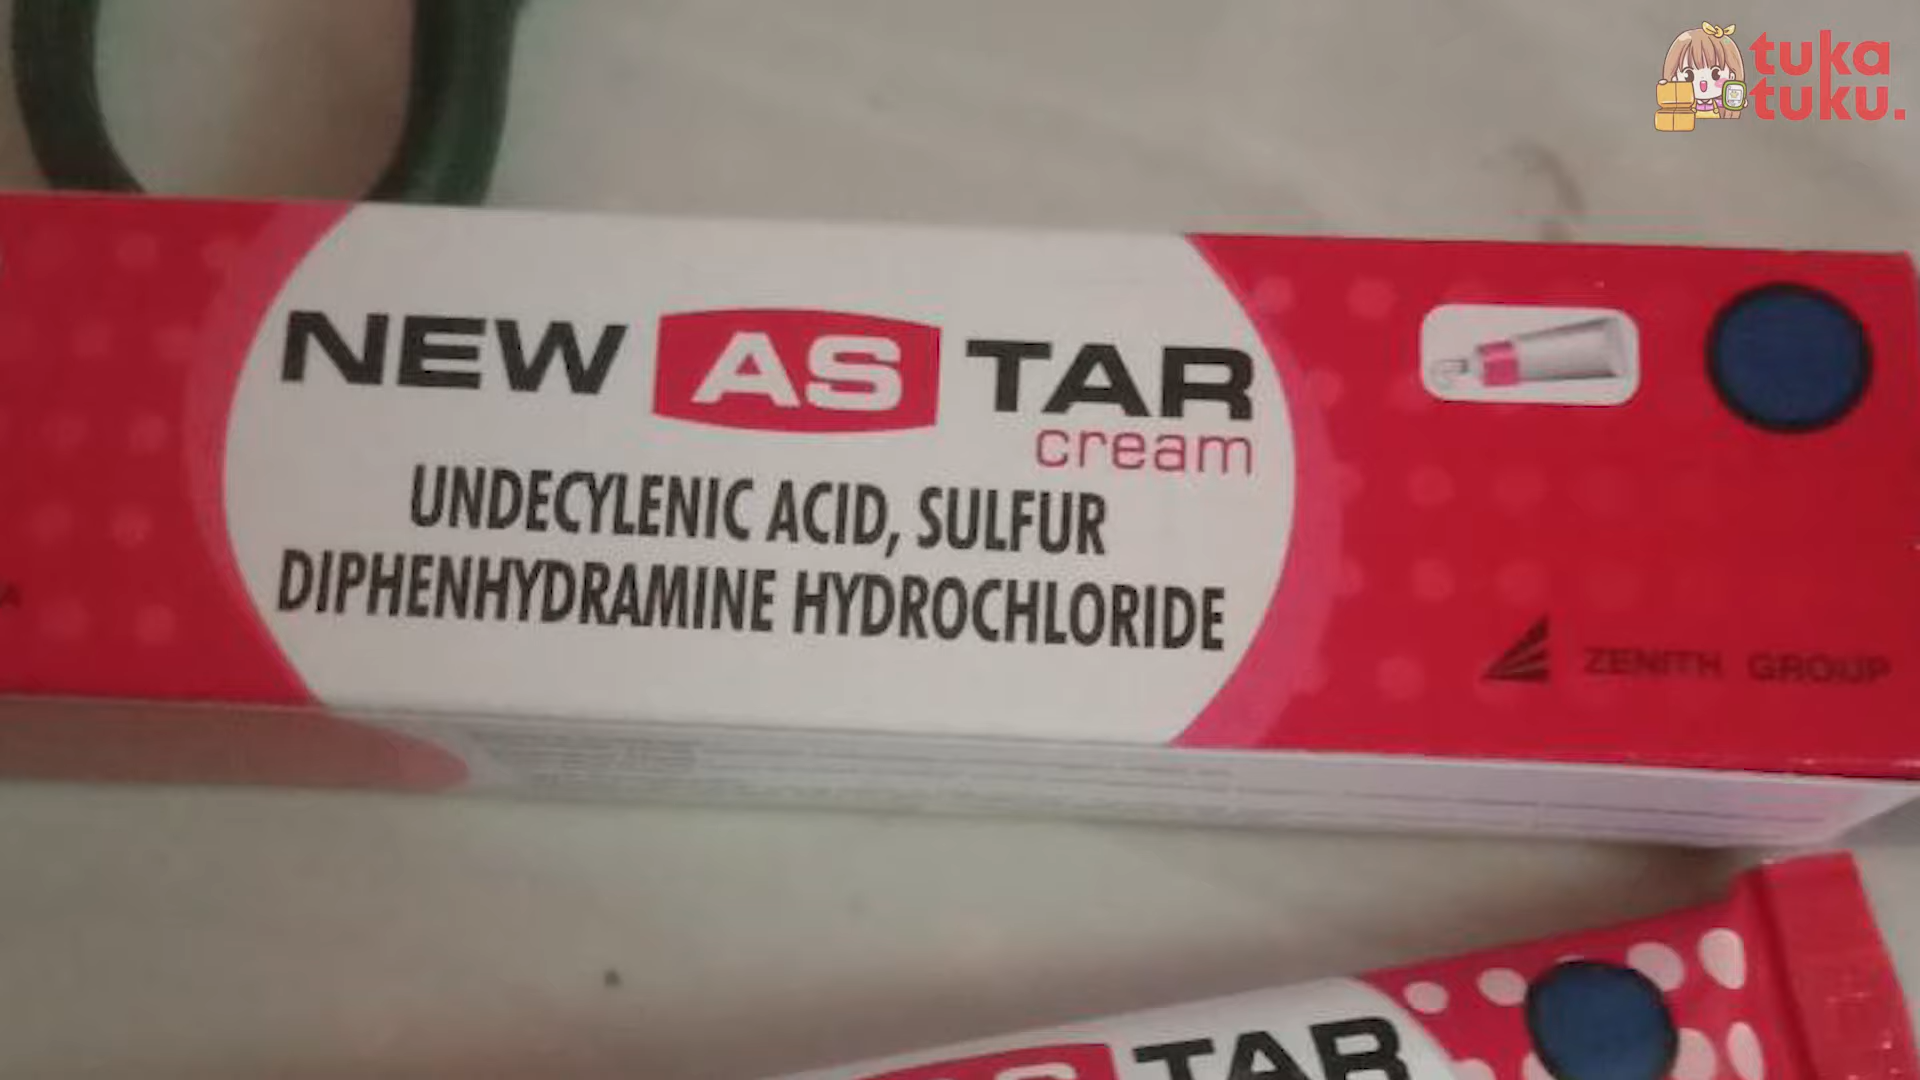 tuka
tuku.
NEW AS TAR
cream
UNDECYLENIC ACID, SULFUR
DIPHENHYDRAMINE HYDROCHLORIDE
ZENITH GROUP
TAR